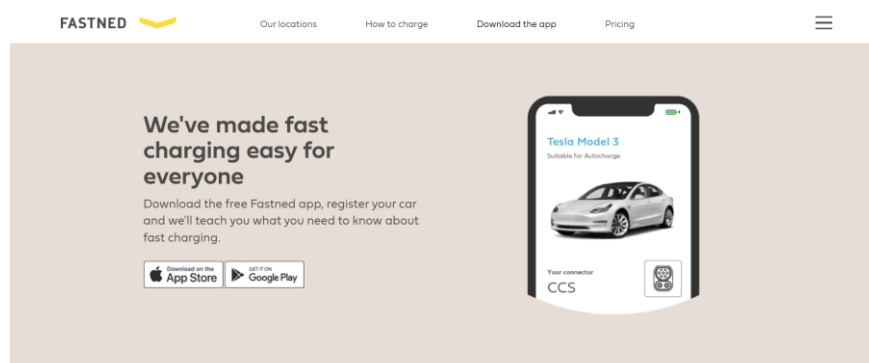 FASTNED
Our locations
How to charge
Download the app
Pricing
We've made fast
charging easy for
everyone
Download the free Fastned app, register your car
and we'll teach you what you need to know about
fast charging.
Download on the
App Store
GET IT ON
Google Play
Tesla Model 3
Suitable for Autocharge
Your connector
CCS